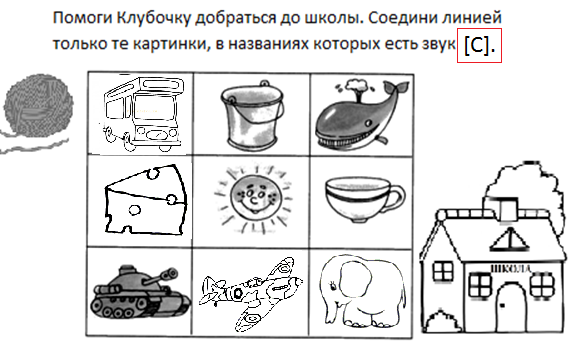 Помоги Клубочку добраться до школы. Соедини линией
только те картинки, в названиях которых есть звук [С].
ШКОЛА